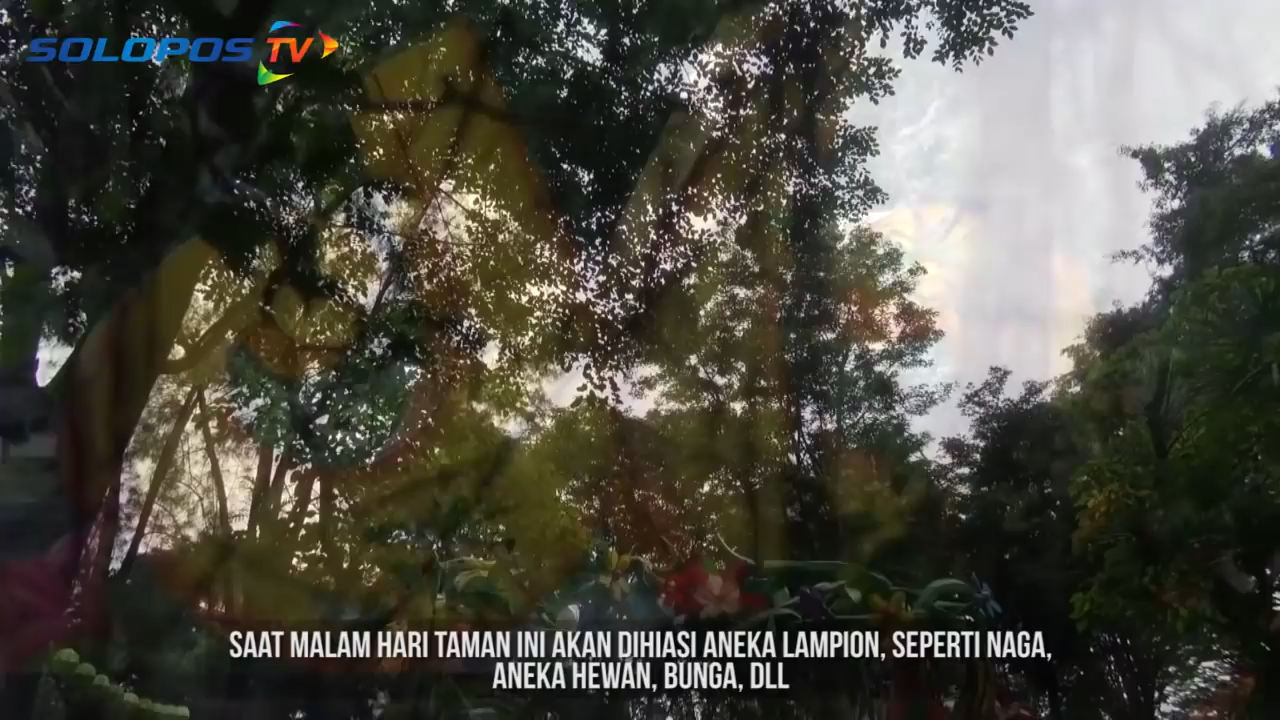 SOLOPOS TV
SAAT MALAM HARI TAMAN INI AKAN DIHIASI ANEKA LAMPION, SEPERTI NAGA,
ANEKA HEWAN, BUNGA, DLL